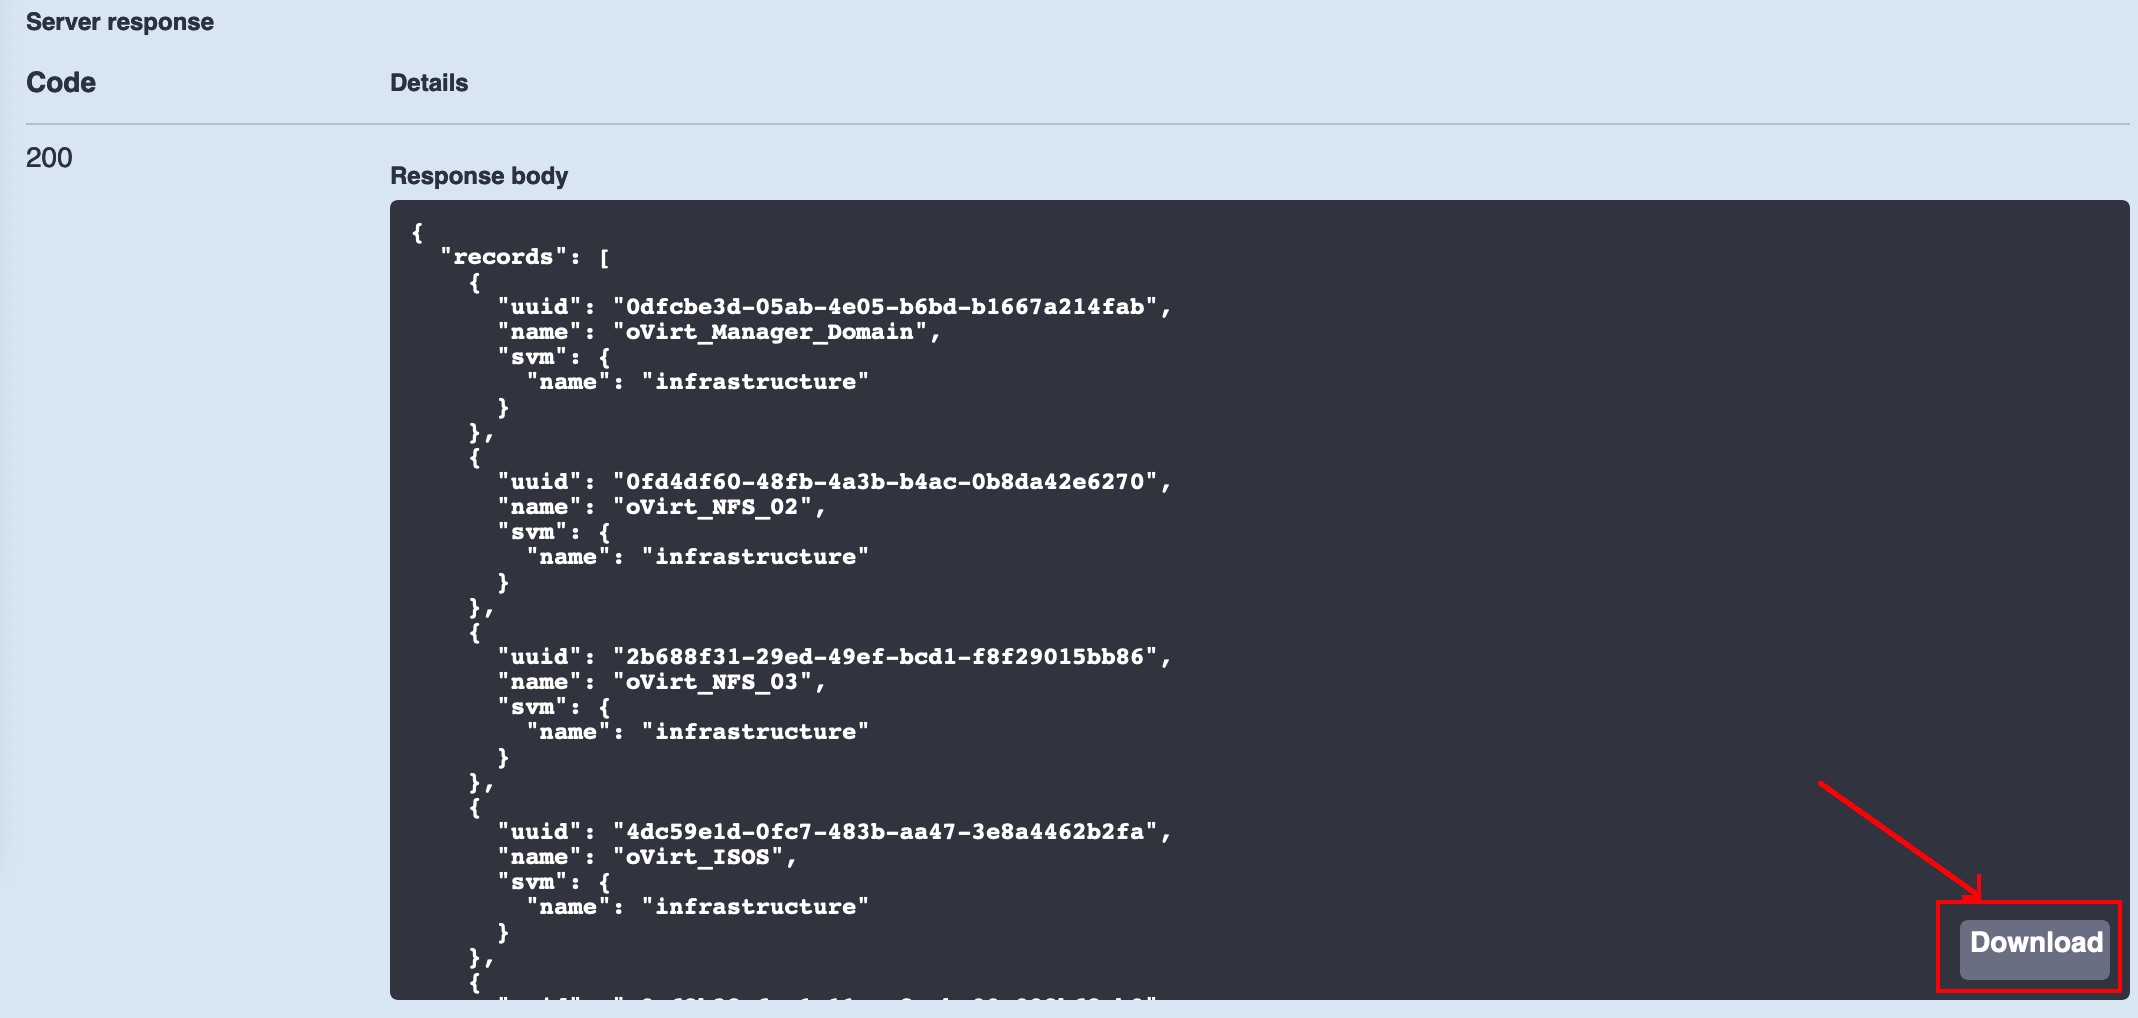 Server response
Code Details
200
Response body
{
"records": [
{
"uuid": "0dfcbe3d-05ab-4e05-b6bd-b1667a214fab",
"name": "oVirt_Manager_Domain",
"svm": {
"name": "infrastructure"
}
},
{
"uuid": "0fd4df60-48fb-4a3b-b4ac-0b8da42e6270",
"name": "oVirt_NFS_02",
"svm": {
"name": "infrastructure"
}
},
{
"uuid": "2b688f31-29ed-49ef-bcd1-f8f29015bb86",
"name": "oVirt_NFS_03",
"svm": {
"name": "infrastructure"
}
},
{
"uuid": "4dc59e1d-0fc7-483b-aa47-3e8a4462b2fa",
"name": "oVirt_ISOS",
"svm": {
"name": "infrastructure"
}
},
{
Download